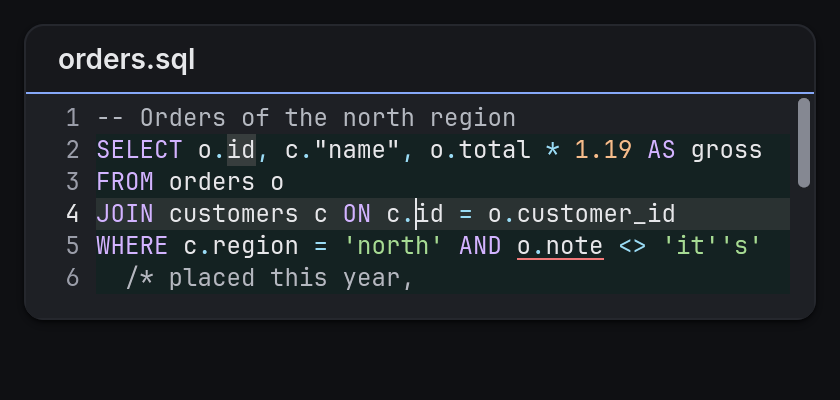 orders.sql
1 -- Orders of the north region
2 SELECT o.id, c."name", o.total * 1.19 AS gross
3 FROM orders o
4 JOIN customers c ON c.id = o.customer_id
5 WHERE c.region = 'north' AND o.note <> 'it''s'
6   /* placed this year,